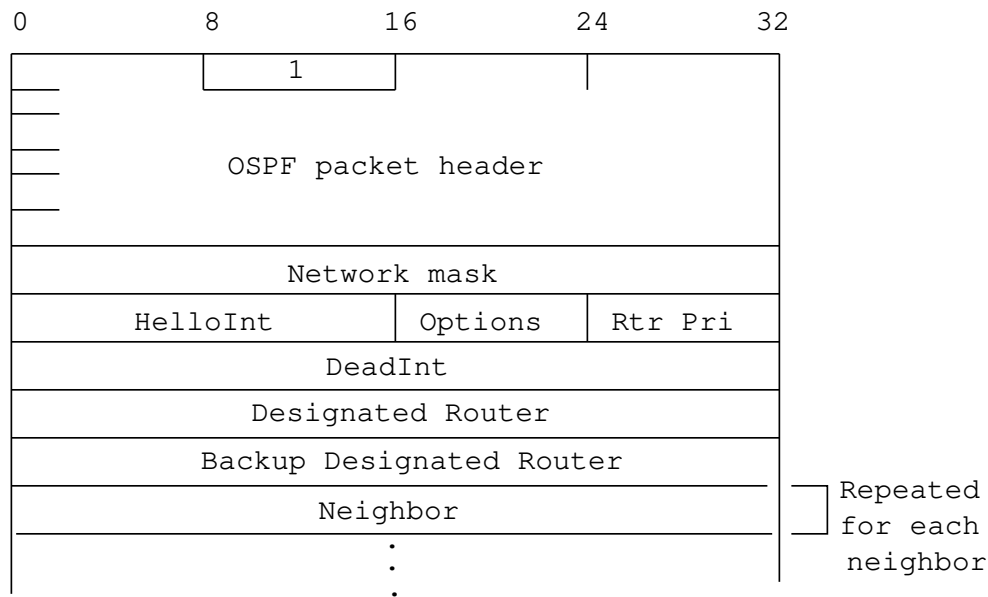 0 8 16 24 32
1
OSPF packet header
Network mask
HelloInt Options Rtr Pri
DeadInt
Designated Router
Backup Designated Router
Neighbor
Repeated
for each
neighbor
.
.
.